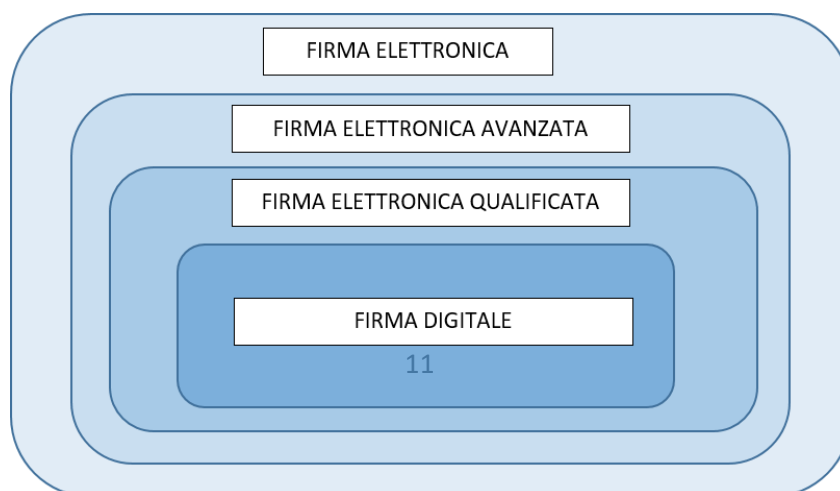 FIRMA ELETTRONICA
FIRMA ELETTRONICA AVANZATA
FIRMA ELETTRONICA QUALIFICATA
FIRMA DIGITALE
11